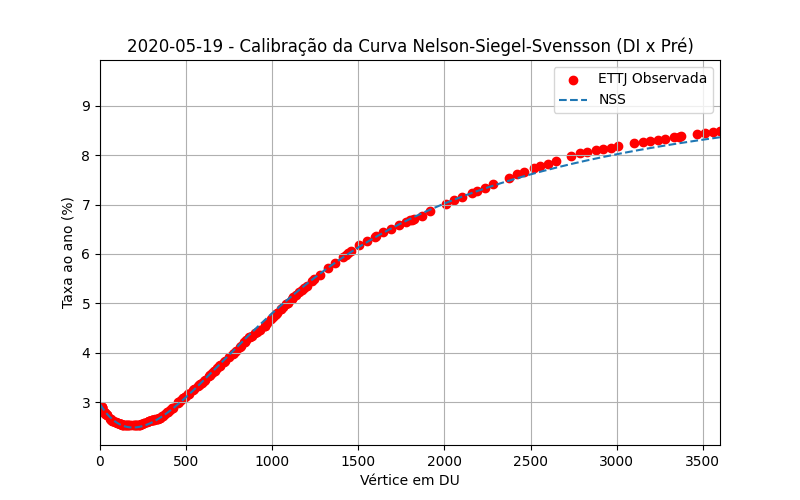 2020-05-19 - Calibração da Curva Nelson-Siegel-Svensson (DI x Pré)
ETTJ Observada
NSS
Taxa ao ano (%)
9
8
7
6
5
4
3
0 500 1000 1500 2000 2500 3000 3500
Vértice em DU